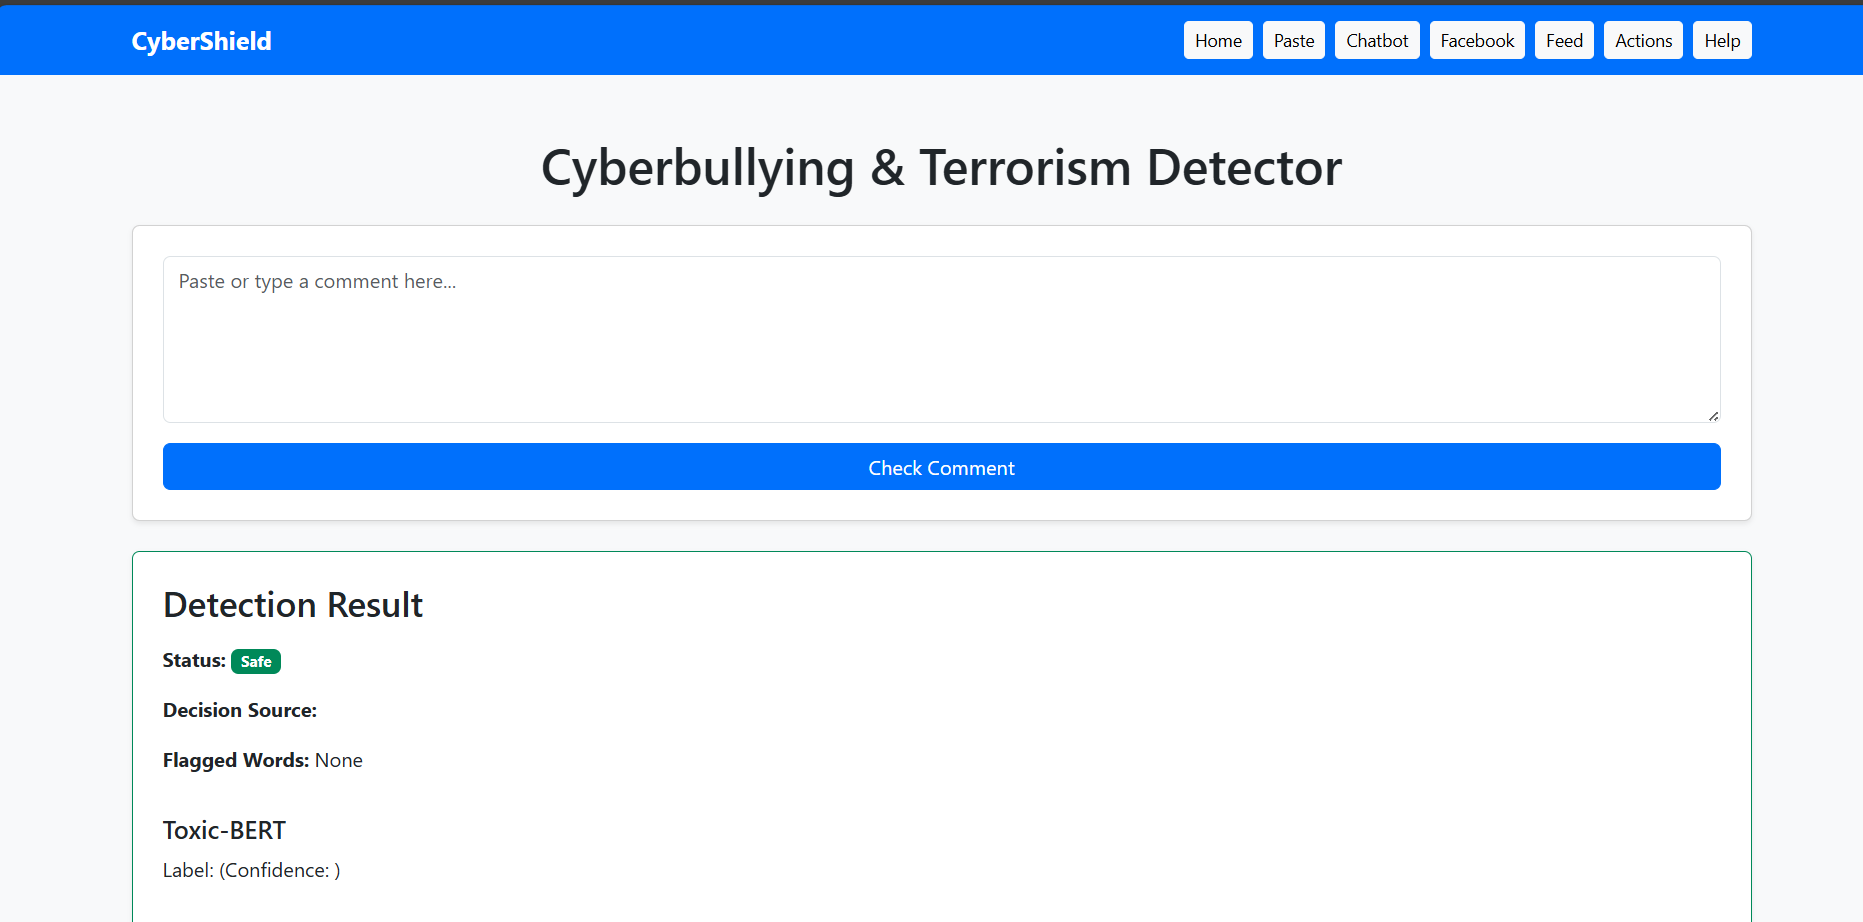 CyberShield
Home Paste Chatbot Facebook Feed Actions Help
Cyberbullying & Terrorism Detector
Paste or type a comment here...
Check Comment
Detection Result
Status: Safe
Decision Source:
Flagged Words: None
Toxic-BERT
Label: (Confidence: )